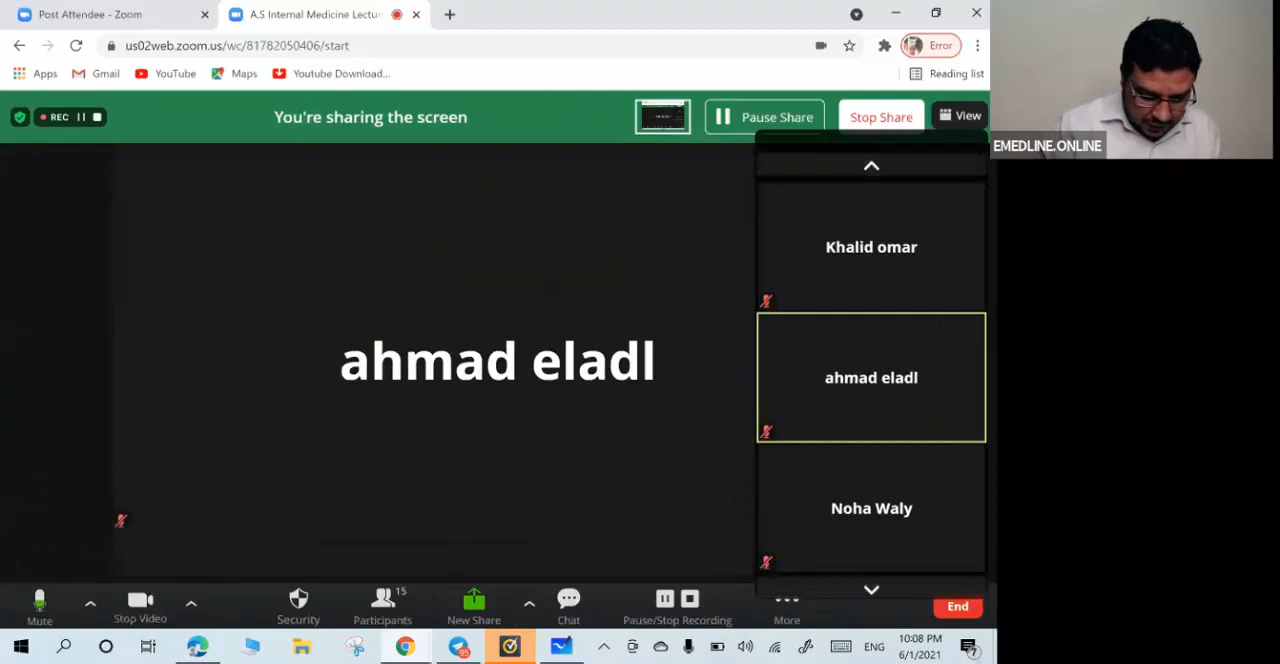 Post Attendee - Zoom
A.S Internal Medicine Lectu
us02web.zoom.us/wc/81782050406/start
Error
Apps
Gmail
YouTube
Maps
Youtube Download...
Reading list
REC
You're sharing the screen
Pause Share
Stop Share
View
EMEDLINE.ONLINE
Khalid omar
ahmad eladl
ahmad eladl
Noha Waly
Mute
Stop Video
Security
Participants
15
New Share
Chat
Pause/Stop Recording
More
End
ENG
10:08 PM
6/1/2021